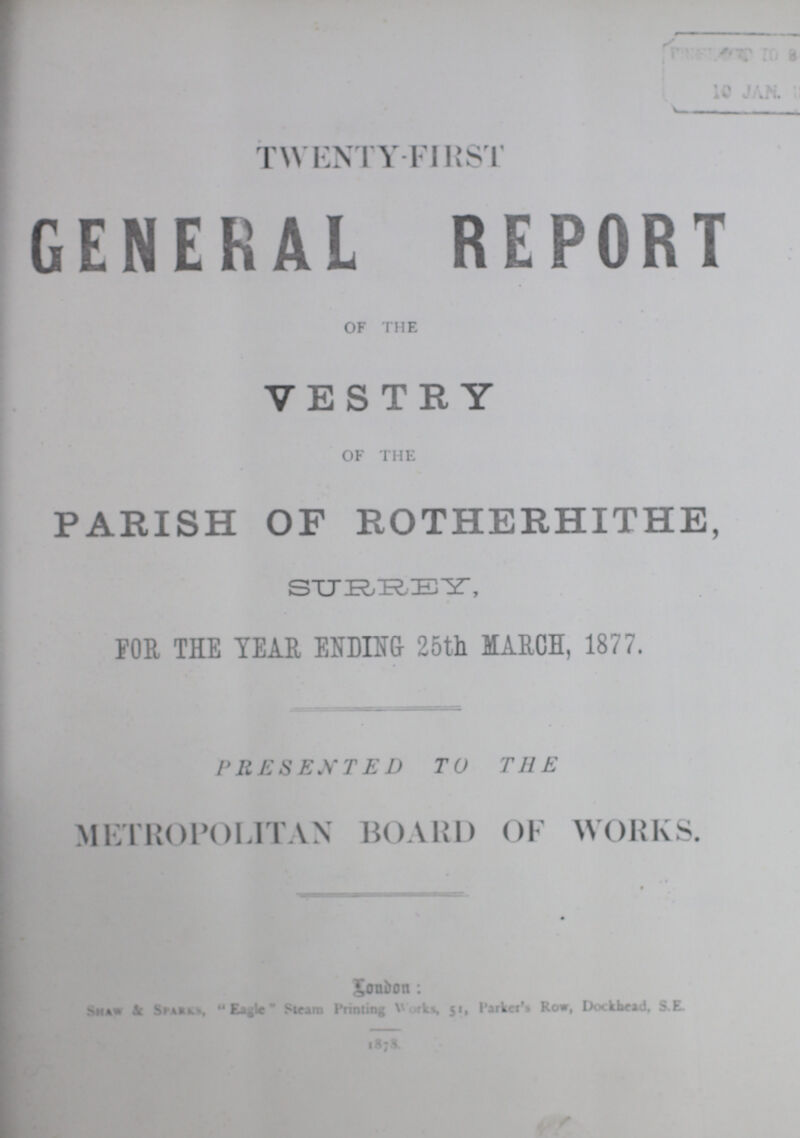 TO
10 JAN.
TWENTY-FIRST
GENERAL REPORT
OF THE
VESTRY
OF THE
PARISH OF ROTHERHITHE,
SURREY,
FOR THE YEAR ENDING 25th MARCH, 1877.
PRESENTED TO THE
METROPOLITAN BOARD OF WORKS.
London:
SHAW & SPARKS, "Eagle" Steam Printing Works, 51, Parker's Row, Dockhead, S.E.
1878.